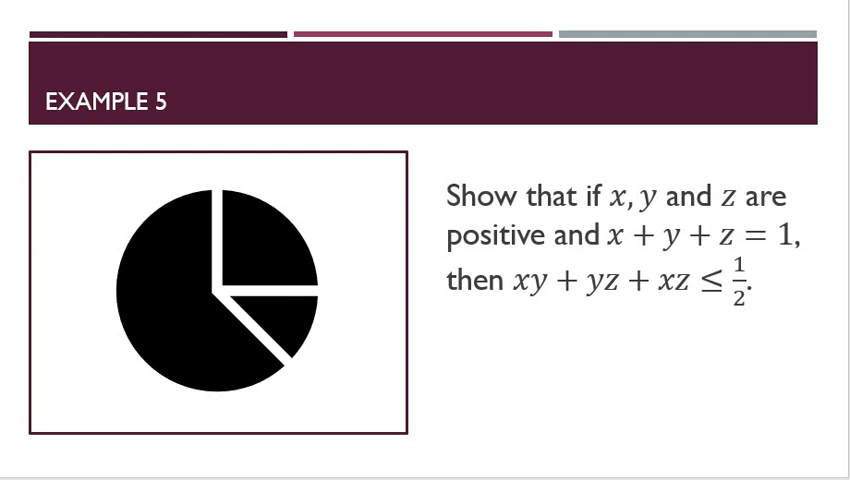 EXAMPLE 5
Show that if x, y and z are
positive and x + y + z = 1,
then xy + yz + xz ≤ 1/2.